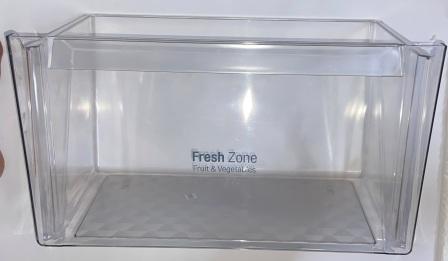 Fresh Zone
Fruit & Vegetables